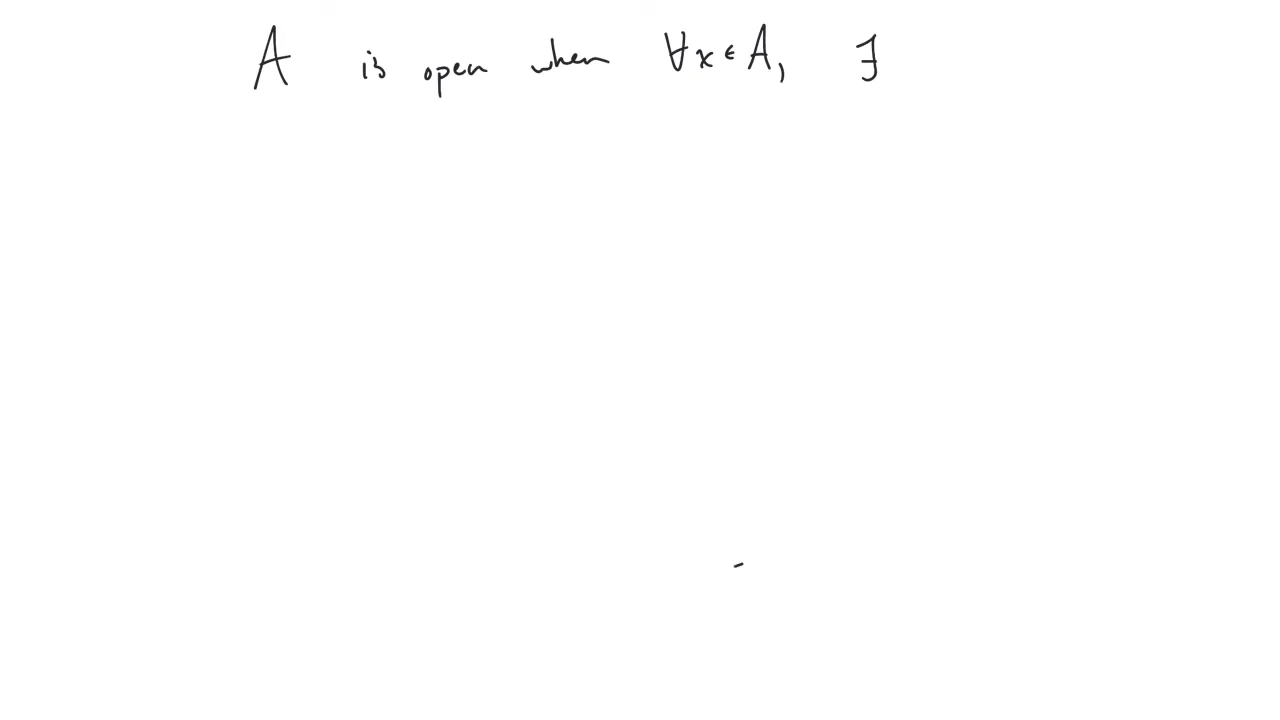 A is open when ∀x ∈ A, ∃